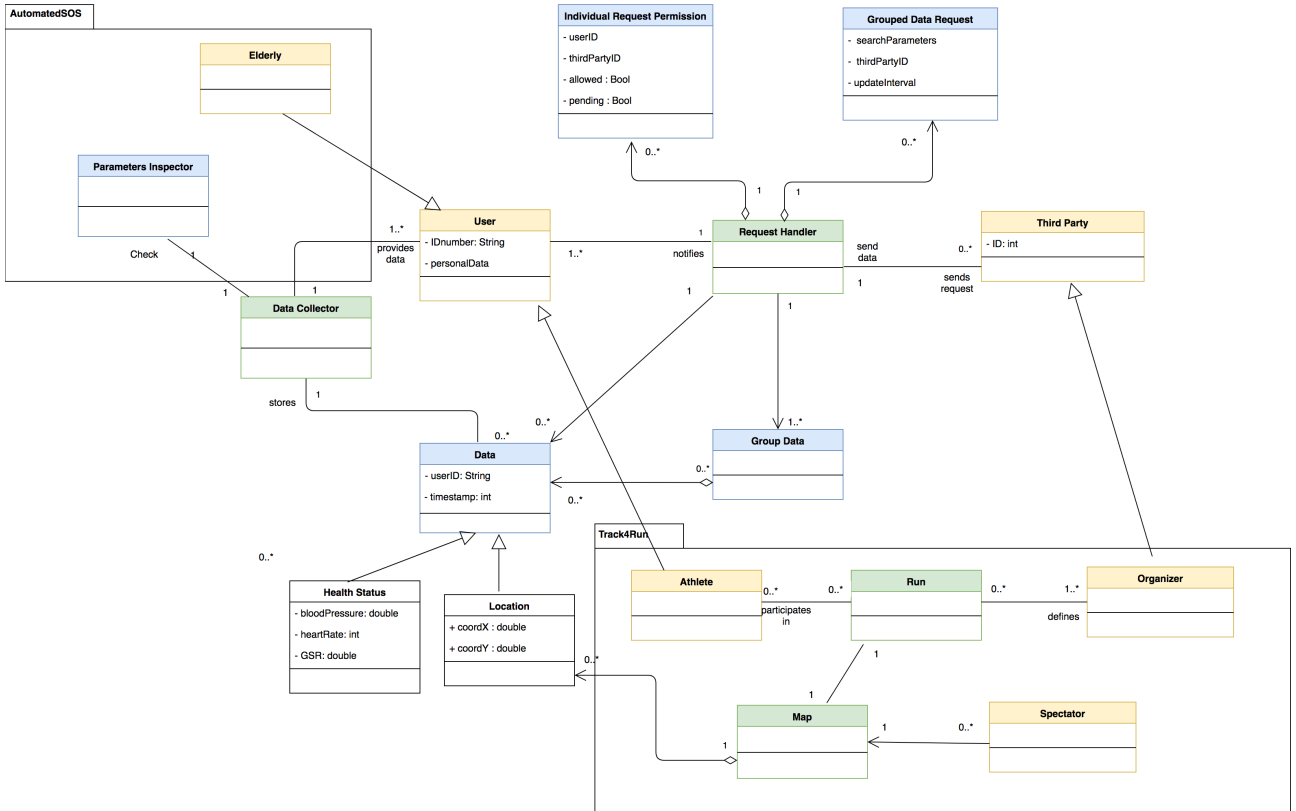 AutomatedSOS
Elderly
Parameters Inspector
Check
1
1
Individual Request Permission
- userID
- thirdPartyID
- allowed : Bool
- pending : Bool
Grouped Data Request
- searchParameters
- thirdPartyID
- updateInterval
0..*
0..*
1
1
User
- IDnumber: String
- personalData
1..*
provides
data
1
1..*
1
notifies
Request Handler
send
data
1
0..*
sends
request
Third Party
- ID: int
Data Collector
1
stores
0..*
1
0..*
1
1..*
Data
- userID: String
- timestamp: int
Group Data
0..*
0..*
0..*
Health Status
- bloodPressure: double
- heartRate: int
- GSR: double
Location
+ coordX : double
+ coordY : double
Track4Run
Athlete
0..*
participates
in
0..*
Run
0..*
1..*
defines
Organizer
1
1
0..*
Map
1
1
0..*
Spectator